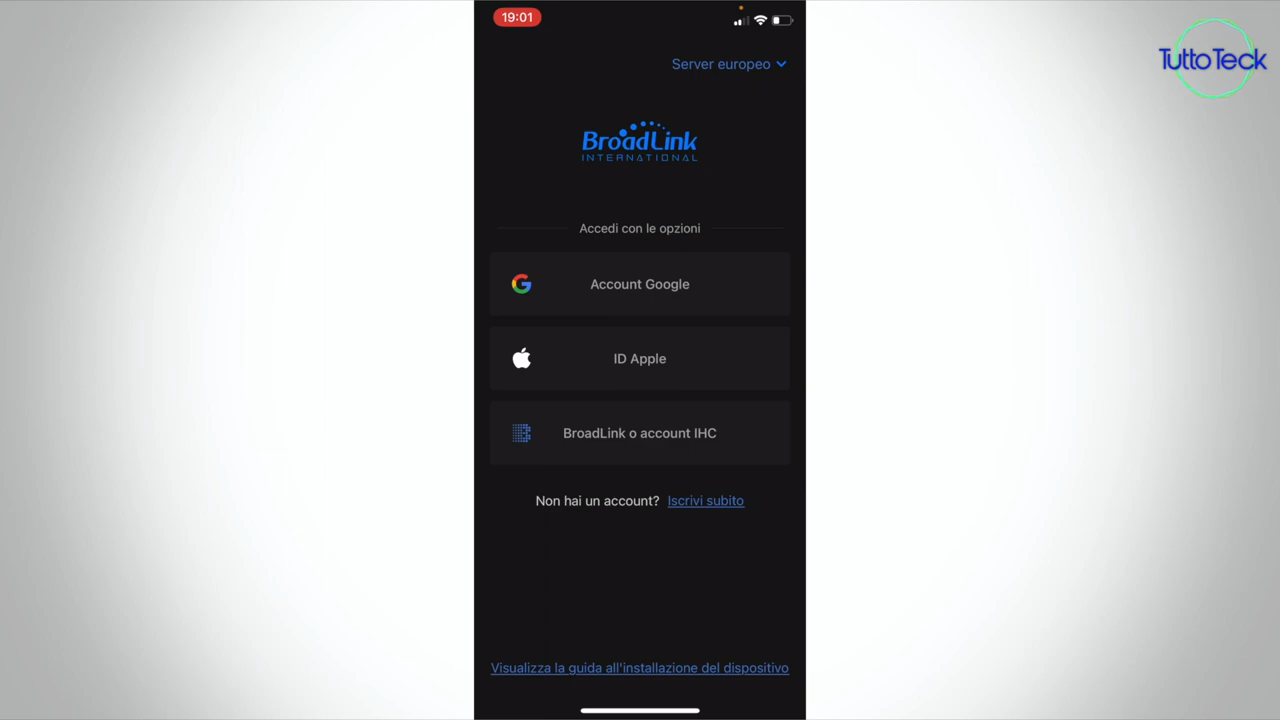 19:01
TuttoTeck
Server europeo
BroadLink
INTERNATIONAL
Accedi con le opzioni
Account Google
ID Apple
BroadLink o account IHC
Non hai un account? Iscrivi subito
Visualizza la guida all'installazione del dispositivo